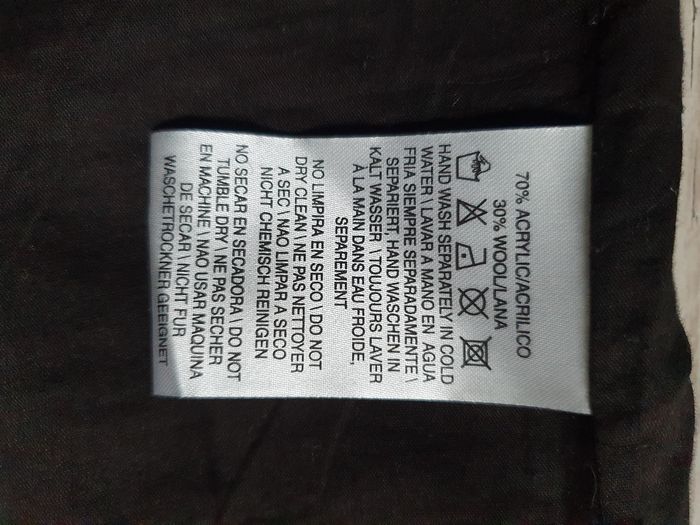 70% ACRYLIC/ACRILICO
30% WOOL/LANA
HAND WASH SEPARATELY IN COLD
WATER \ LAVAR A MANO EN AGUA
FRIA SIEMPRE SEPARADAMENTE \
SEPARIERT. HAND WASCHEN IN
KALT WASSER \ TOUJOURS LAVER
À LA MAIN DANS EAU FROIDE,
SEPAREMENT
NO LIMPIRA EN SECO \ DO NOT
DRY CLEAN \ NE PAS NETTOYER
A SEC \ NAO LIMPAR A SECO
NICHT CHEMISCH REINIGEN
NO SECAR EN SEGADORA \ DO NOT
TUMBLE DRY \ NE PAS SECHER
EN MACHINE \ NAO USAR MAQUINA
DE SECAR \ NICHT FUR
WASCHETROCKNER GEEIGNET